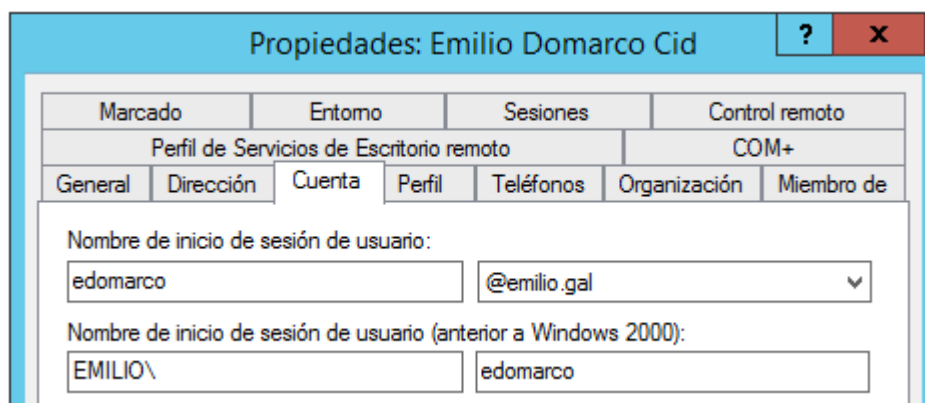 Propiedades: Emilio Domarco Cid ? x
Marcado Entorno Sesiones Control remoto
Perfil de Servicios de Escritorio remoto COM+
General Dirección Cuenta Perfil Teléfonos Organización Miembro de
Nombre de inicio de sesión de usuario:
edomarco @emilio.gal
Nombre de inicio de sesión de usuario (anterior a Windows 2000):
EMILIO\ edomarco